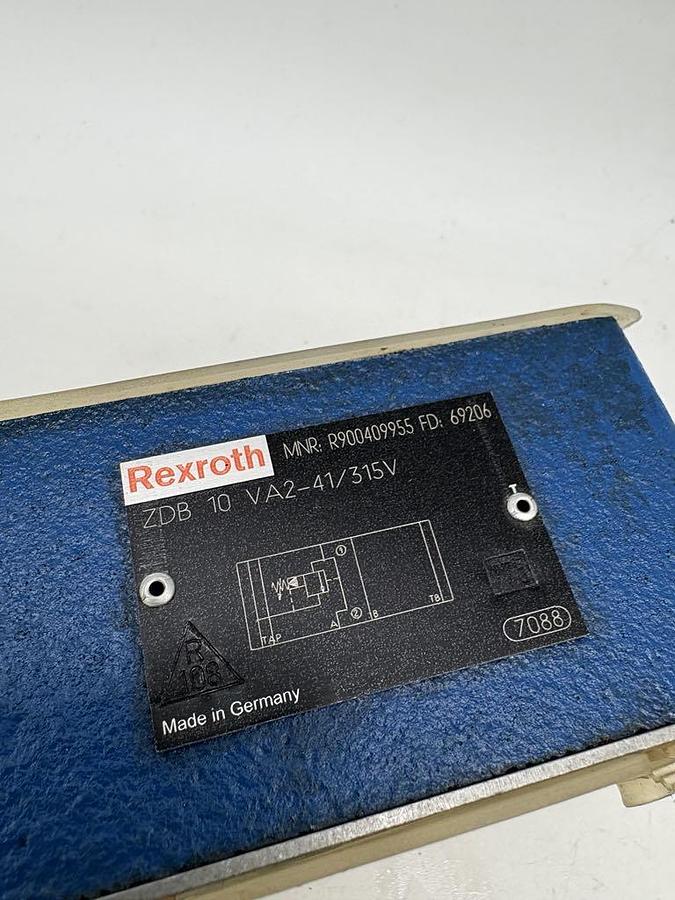 Rexroth MNR: R900409955 FD: 69206
ZDB 10 VA2-41/315V
T
1
TAP A 2 B TB
R
108
7088
Made in Germany